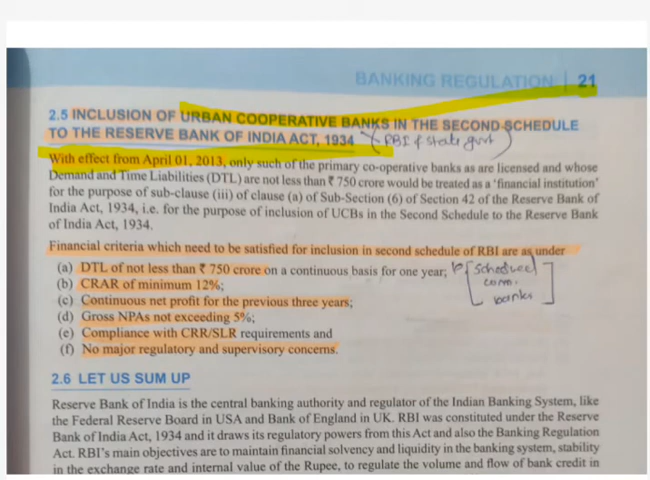 BANKING REGULATION | 21
2.5 INCLUSION OF URBAN COOPERATIVE BANKS IN THE SECOND SCHEDULE
TO THE RESERVE BANK OF INDIA ACT, 1934 RBI & state govt
With effect from April 01, 2013, only such of the primary co-operative banks as are licensed and whose
Demand and Time Liabilities (DTL) are not less than ₹ 750 crore would be treated as a 'financial institution'
for the purpose of sub-clause (iii) of clause (a) of Sub-Section (6) of Section 42 of the Reserve Bank of
India Act, 1934, i.e. for the purpose of inclusion of UCBs in the Second Schedule to the Reserve Bank
of India Act, 1934.
Financial criteria which need to be satisfied for inclusion in second schedule of RBI are as under
(a) DTL of not less than ₹ 750 crore on a continuous basis for one year;
scheduled
(b) CRAR of minimum 12%;
comm.
(c) Continuous net profit for the previous three years;
banks
(d) Gross NPAs not exceeding 5%;
(e) Compliance with CRR/SLR requirements and
(f) No major regulatory and supervisory concerns.
2.6 LET US SUM UP
Reserve Bank of India is the central banking authority and regulator of the Indian Banking System, like
the Federal Reserve Board in USA and Bank of England in UK. RBI was constituted under the Reserve
Bank of India Act, 1934 and it draws its regulatory powers from this Act and also the Banking Regulation
Act. RBI's main objectives are to maintain financial solvency and liquidity in the banking system, stability
in the exchange rate and internal value of the Rupee, to regulate the volume and flow of bank credit in